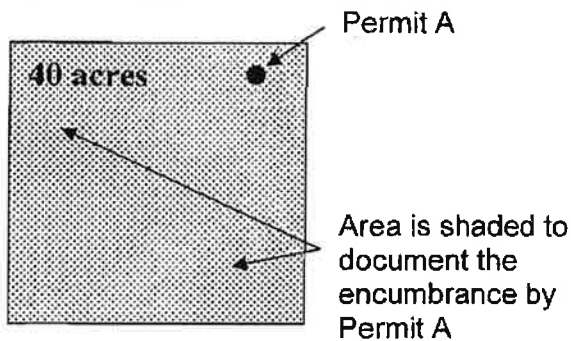 Permit A
40 acres
Area is shaded to
document the
encumbrance by
Permit A